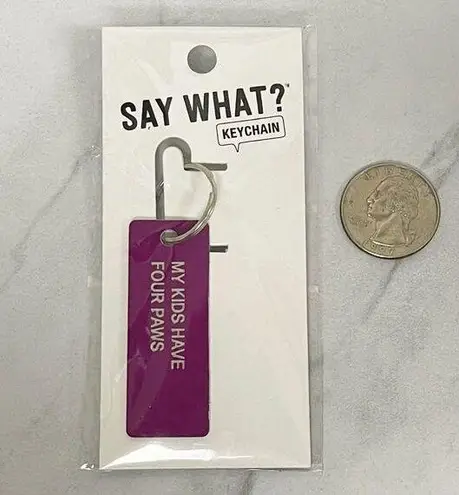 SAY WHAT?
KEYCHAIN
MY KIDS HAVE
FOUR PAWS